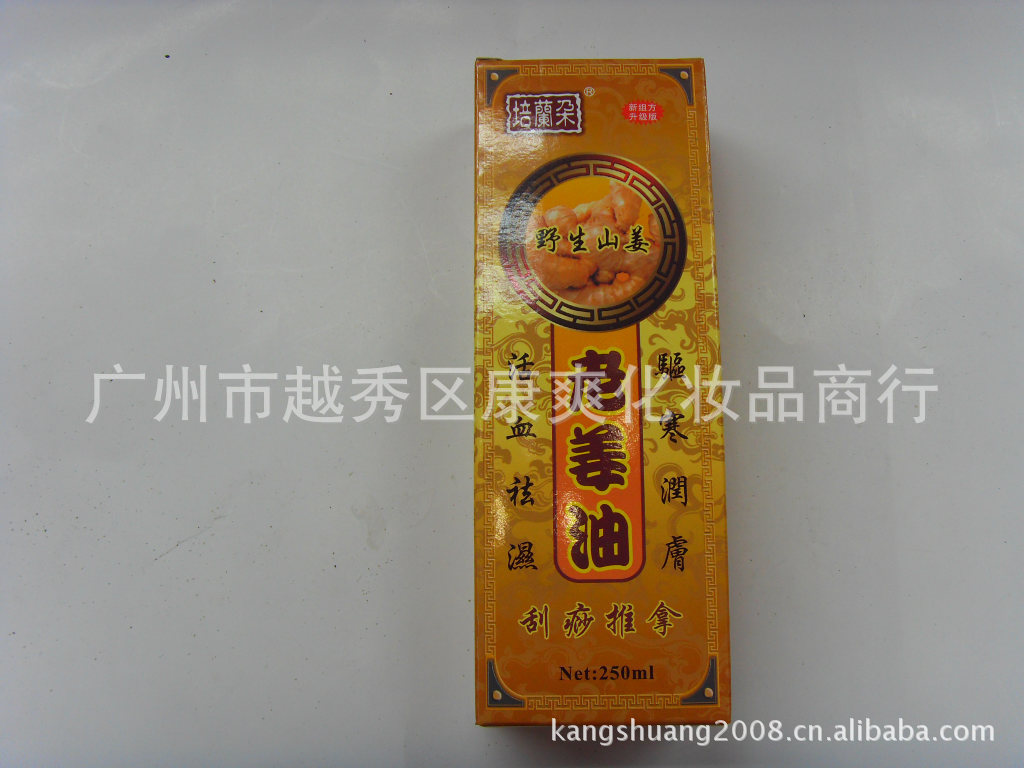 培蘭朵®
新组方
升级版
野生山姜
老姜油
驅寒潤膚
活血祛濕
刮痧推拿
Net:250ml
广州市越秀区康爽化妆品商行
kangshuang2008.cn.alibaba.com